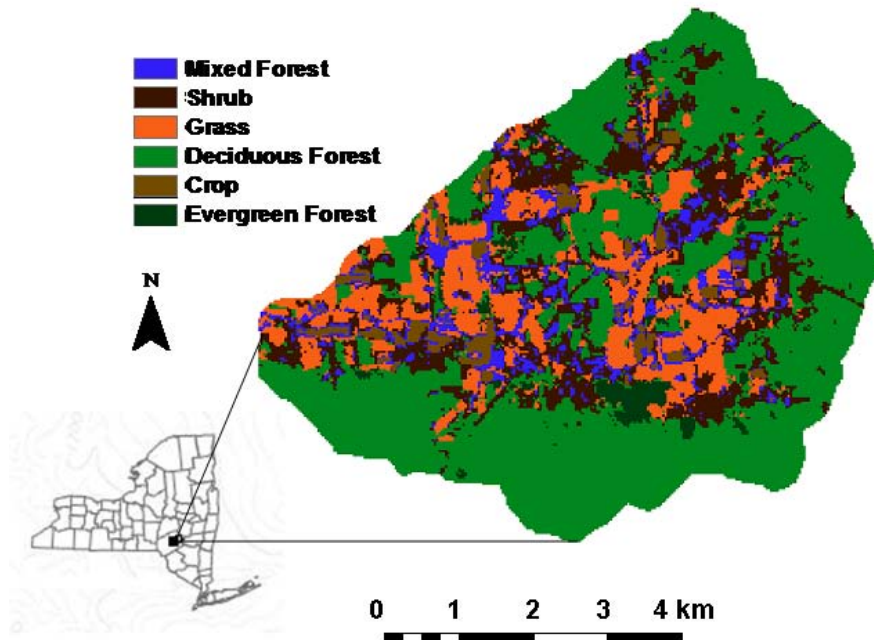 Mixed Forest
Shrub
Grass
Deciduous Forest
Crop
Evergreen Forest
N
0 1 2 3 4 km